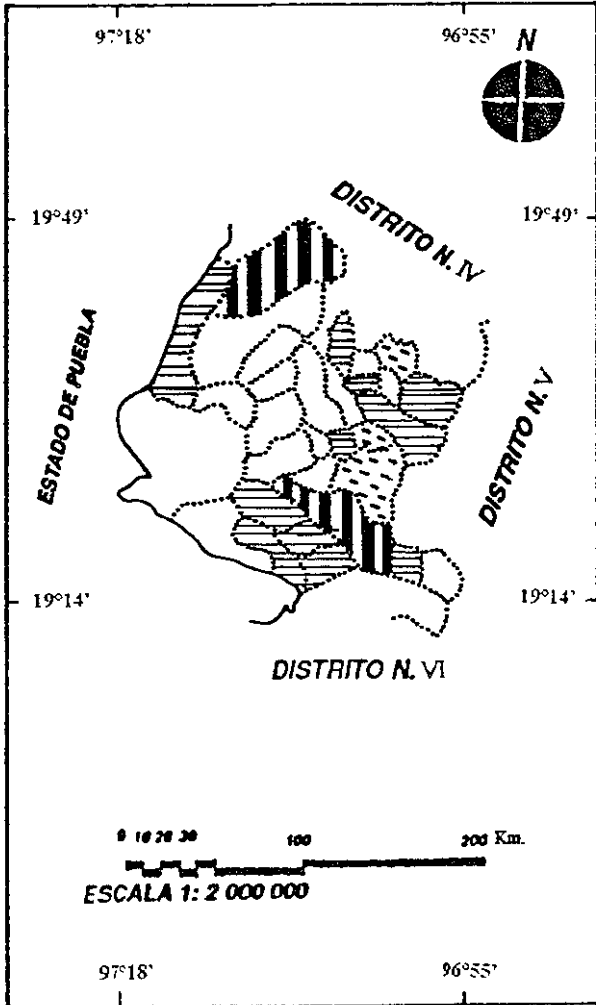 97°18' 96°55'
N
19°49' 19°49'
DISTRITO N. IV
ESTADO DE PUEBLA
DISTRITO N. V
19°14' 19°14'
DISTRITO N. VI
0 10 20 30 100 200 Km.
ESCALA 1: 2 000 000
97°18' 96°55'